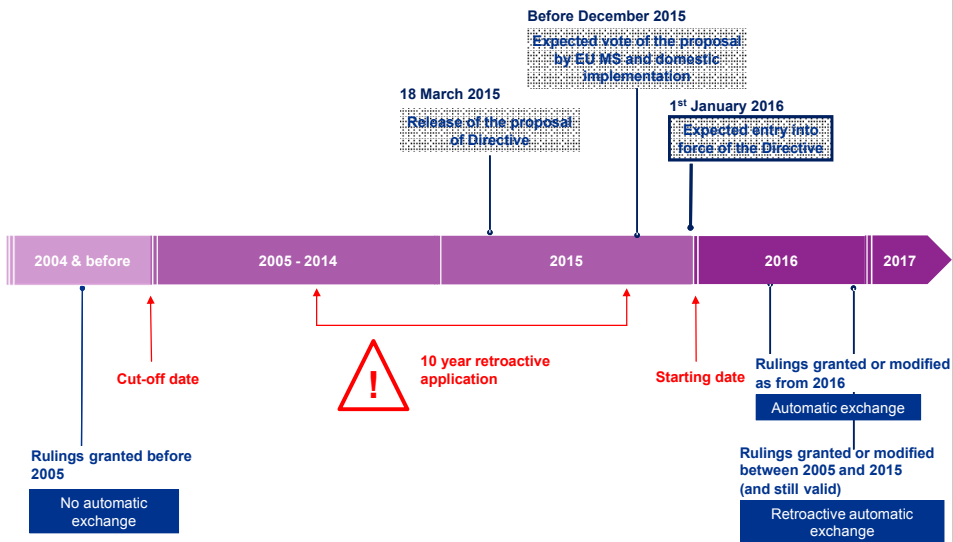 Before December 2015
Expected vote of the proposal
by EU MS and domestic
implementation
18 March 2015
Release of the proposal
of Directive
1st January 2016
Expected entry into
force of the Directive
2004 & before
2005 - 2014
2015
2016
2017
Cut-off date
!
10 year retroactive
application
Starting date
Rulings granted or modified
as from 2016
Automatic exchange
Rulings granted before
2005
No automatic
exchange
Rulings granted or modified
between 2005 and 2015
(and still valid)
Retroactive automatic
exchange